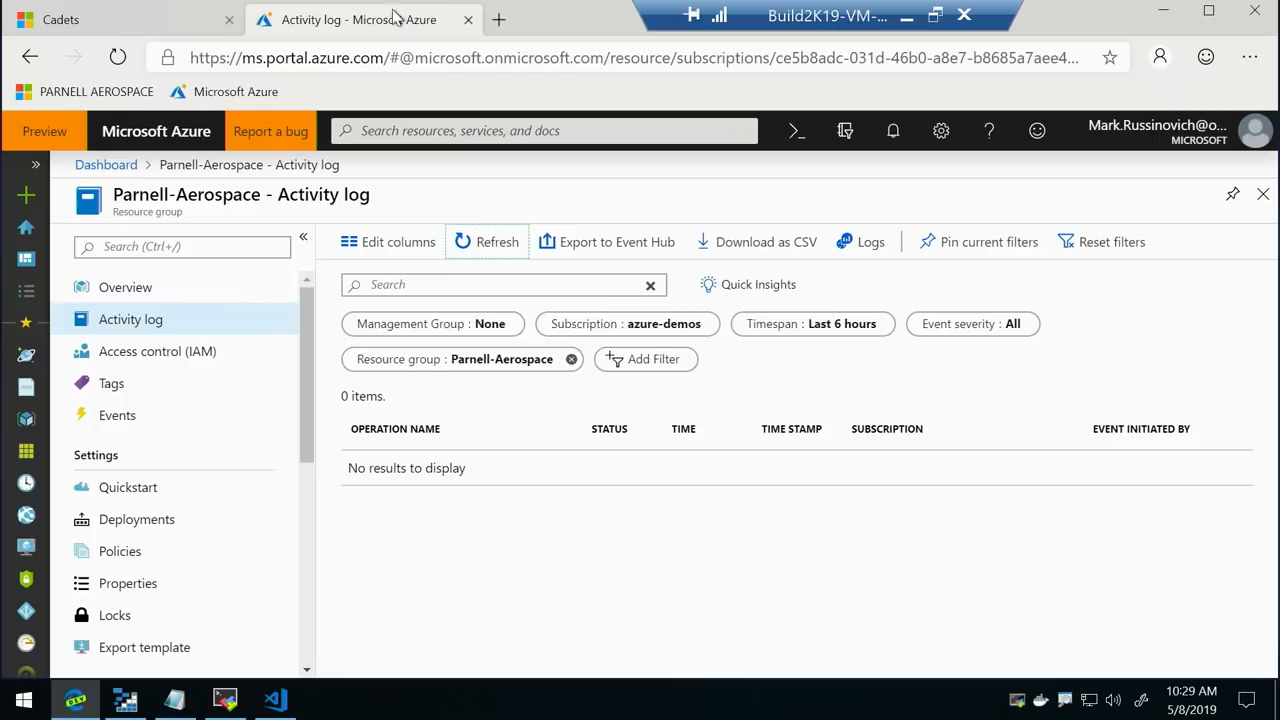 Cadets
Activity log - Microsoft Azure
Build2K19-VM-...
https://ms.portal.azure.com/#@microsoft.onmicrosoft.com/resource/subscriptions/ce5b8adc-031d-46b0-a8e7-b8685a7aee4...
PARNELL AEROSPACE
Microsoft Azure
Preview
Microsoft Azure
Report a bug
Search resources, services, and docs
Mark.Russinovich@o...
MICROSOFT
Dashboard > Parnell-Aerospace - Activity log
Parnell-Aerospace - Activity log
Resource group
Search (Ctrl+/)
Overview
Activity log
Access control (IAM)
Tags
Events
Settings
Quickstart
Deployments
Policies
Properties
Locks
Export template
Edit columns
Refresh
Export to Event Hub
Download as CSV
Logs
Pin current filters
Reset filters
Search
Quick Insights
Management Group : None
Subscription : azure-demos
Timespan : Last 6 hours
Event severity : All
Resource group : Parnell-Aerospace
Add Filter
0 items.
OPERATION NAME STATUS TIME TIME STAMP SUBSCRIPTION EVENT INITIATED BY
No results to display
DEV
10:29 AM
5/8/2019